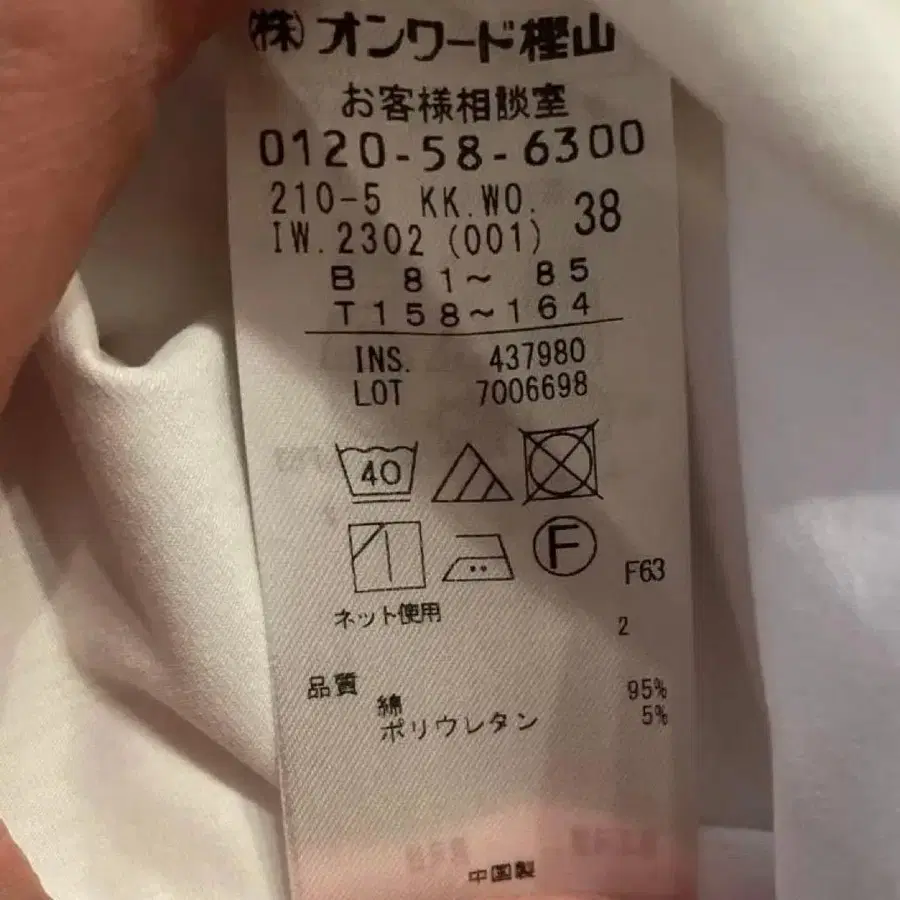 (株)オンワード樫山
お客様相談室
0120-58-6300
210-5 KK.WO. 38
IW.2302 (001)
B 81～ 85
T158～164
INS. 437980
LOT 7006698
40
F
F63
ネット使用
2
品質
綿 95%
ポリウレタン 5%
中国製